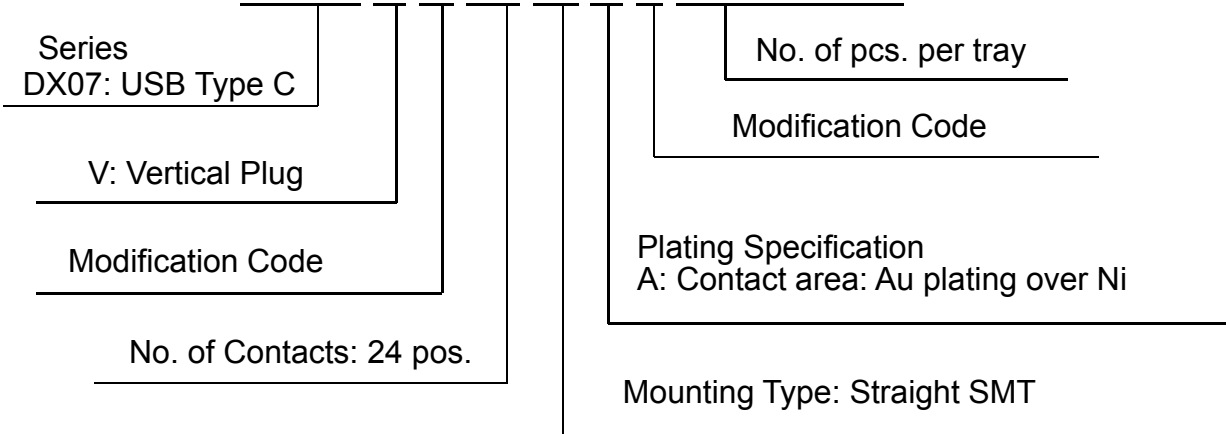 Series
DX07: USB Type C
No. of pcs. per tray
Modification Code
V: Vertical Plug
Modification Code
Plating Specification
A: Contact area: Au plating over Ni
No. of Contacts: 24 pos.
Mounting Type: Straight SMT